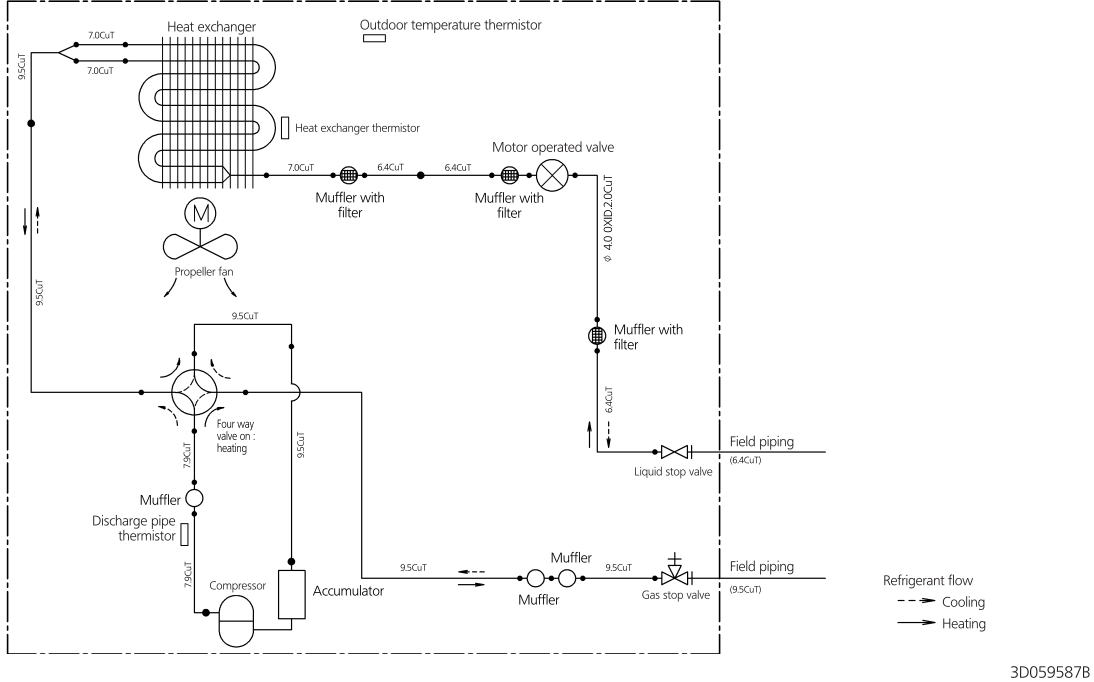 Heat exchanger
Outdoor temperature thermistor
7.0CuT
7.0CuT
9.5CuT
Heat exchanger thermistor
Motor operated valve
7.0CuT
6.4CuT
6.4CuT
Muffler with
filter
Muffler with
filter
ϕ 4.0 0XID.2.0CuT
M
Propeller fan
9.5CuT
9.5CuT
Muffler with
filter
6.4CuT
Four way
valve on :
heating
7.9CuT
9.5CuT
Field piping
(6.4CuT)
Liquid stop valve
Muffler
Discharge pipe
thermistor
7.9CuT
Compressor
Accumulator
9.5CuT
Muffler
Muffler
9.5CuT
Gas stop valve
Field piping
(9.5CuT)
Refrigerant flow
Cooling
Heating
3D059587B